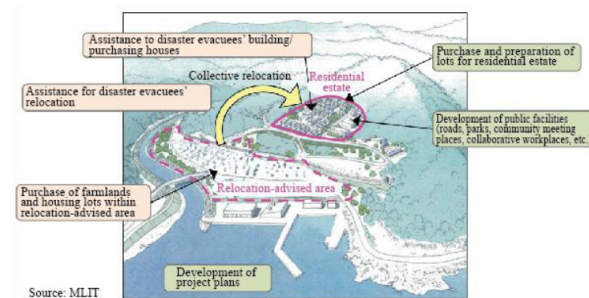 Assistance to disaster evacuees' building/
purchasing houses
Purchase and preparation of
lots for residential estate
Collective relocation
Residential
estate
Assistance for disaster evacuees'
relocation
Development of public facilities
(roads, parks, community meeting
places, collaborative workplaces, etc.)
Purchase of farmlands
and housing lots within
relocation-advised area
Relocation-advised area
Development of
project plans
Source: MLIT